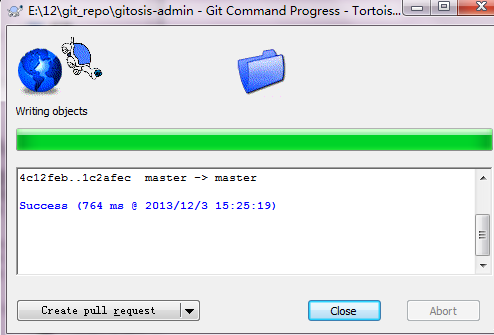 E:\12\git_repo\gitosis-admin - Git Command Progress - Tortois...
Writing objects
4c12feb..1c2afec  master -> master
Success (764 ms @ 2013/12/3 15:25:19)
Create pull request
Close
Abort